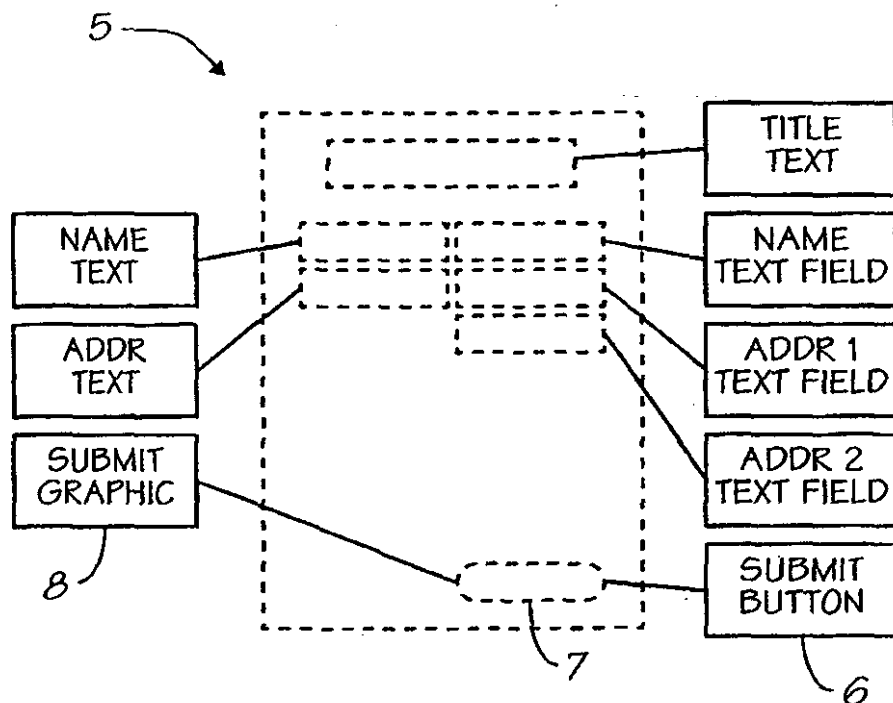 5
TITLE
TEXT
NAME
TEXT
NAME
TEXT FIELD
ADDR
TEXT
ADDR 1
TEXT FIELD
SUBMIT
GRAPHIC
ADDR 2
TEXT FIELD
8
SUBMIT
BUTTON
7
6